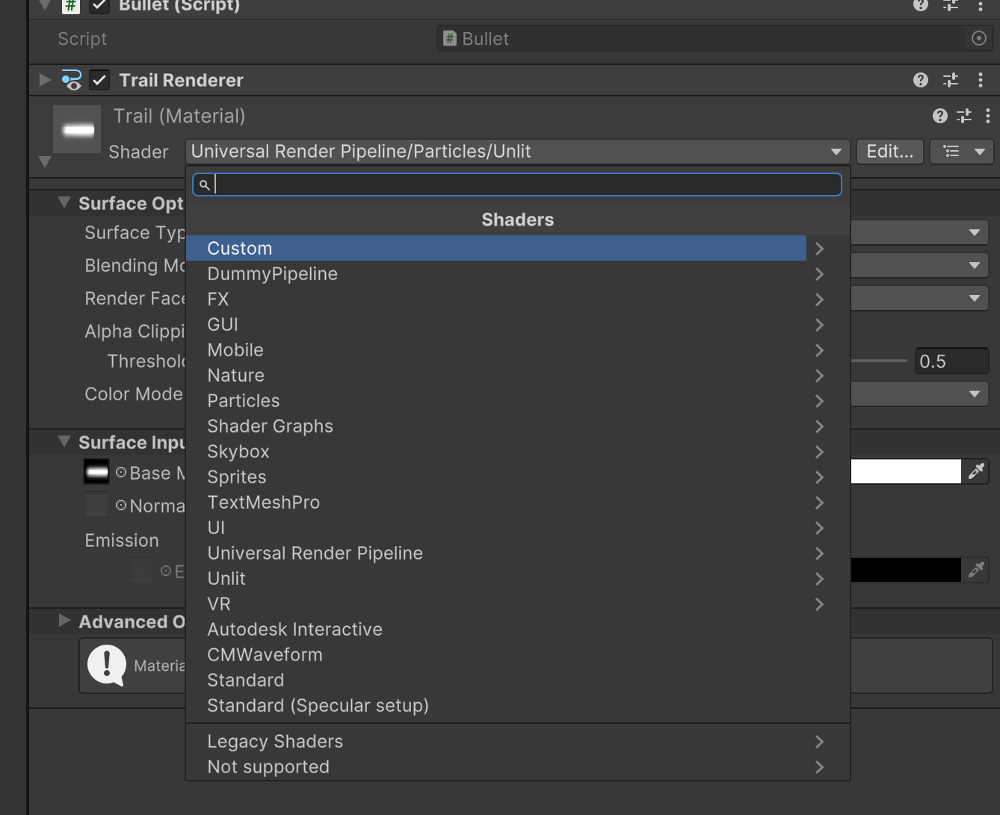 Bullet (Script)
Script
Bullet
Trail Renderer
Trail (Material)
Shader
Universal Render Pipeline/Particles/Unlit
Edit...
Shaders
Surface Opt
Surface Typ
Custom
Blending Mo
DummyPipeline
Render Face
FX
Alpha Clippi
GUI
Mobile
Threshold
0.5
Nature
Color Mode
Particles
Shader Graphs
Surface Inpu
Skybox
Base M
Sprites
Norma
TextMeshPro
UI
Emission
Universal Render Pipeline
E
Unlit
VR
Advanced O
Autodesk Interactive
CMWaveform
Materia
Standard
Standard (Specular setup)
Legacy Shaders
Not supported